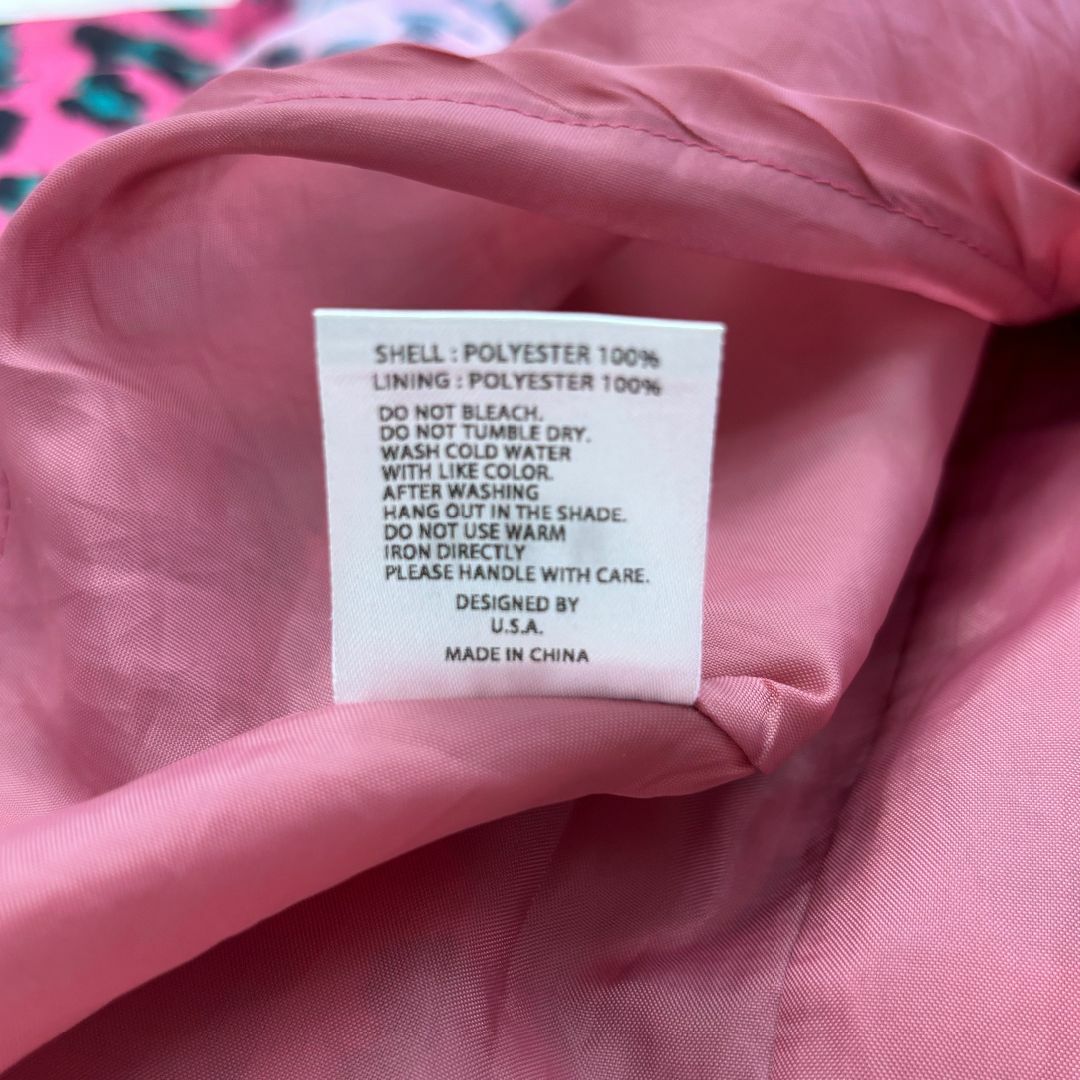 SHELL : POLYESTER 100%
LINING : POLYESTER 100%
DO NOT BLEACH.
DO NOT TUMBLE DRY.
WASH COLD WATER
WITH LIKE COLOR.
AFTER WASHING
HANG OUT IN THE SHADE.
DO NOT USE WARM
IRON DIRECTLY
PLEASE HANDLE WITH CARE.
DESIGNED BY
U.S.A.
MADE IN CHINA